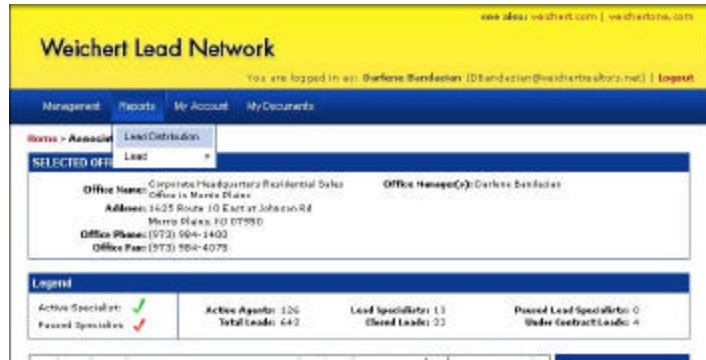 see also: weichert.com | weichertone.com
Weichert Lead Network
You are logged in as: Darlene Bandazian (DBandazian@weichertrealtors.net) | Logout
Management Reports My Account My Documents
Home > Associat
Lead Distribution
Lead
SELECTED OFFI
Office Name: Corporate Headquarters Residential Sales
Office in Morris Plains
Office Manager(s): Darlene Bandazian
Address: 1625 Route 10 East at Johnson Rd
Morris Plains, NJ 07950
Office Phone: (973) 984-1400
Office Fax: (973) 984-4075
Legend
Active Specialist:
Paused Specialist:
Active Agents: 126
Total Leads: 643
Lead Specialists: 13
Closed Leads: 33
Paused Lead Specialists: 0
Under Contract Leads: 4